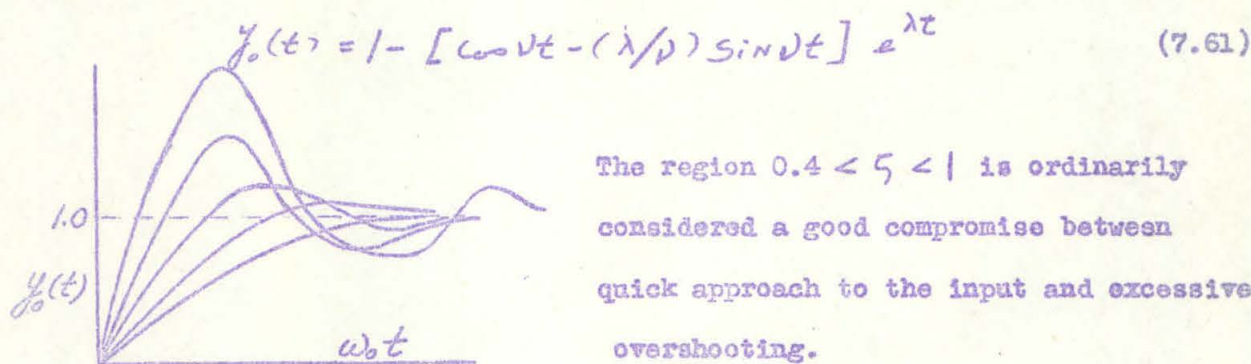 y₀(t) = 1 - [cos νt - (λ/ν) sin νt] e^λt (7.61)
The region 0.4 < ζ < 1 is ordinarily
considered a good compromise between
quick approach to the input and excessive
overshooting.
1.0
y₀(t)
ω₀t